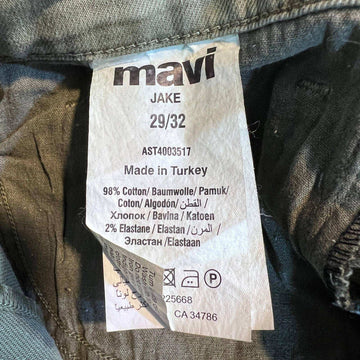 mavi
JAKE
29/32
AST4003517
Made in Turkey
98% Cotton/ Baumwolle/ Pamuk/
Coton/ Algodón/ القطن/
Хлопок/ Bavlna/ Katoen
2% Elastane/ Elastan/ المرن/
Эластан/ Elastaan
25668
CA 34786